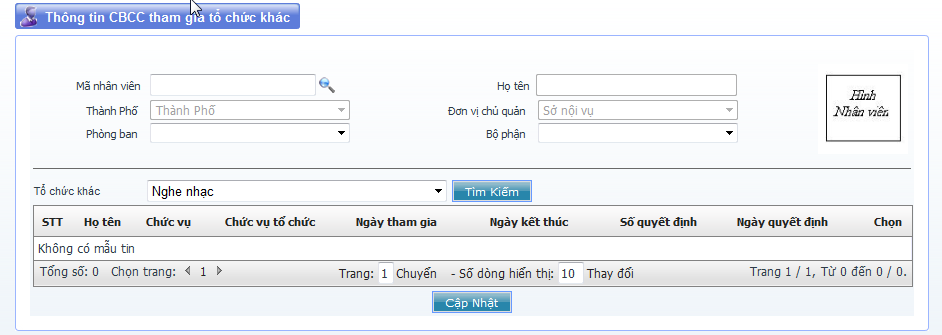 Thông tin CBCC tham gia tổ chức khác
Mã nhân viên
Họ tên
Thành Phố Thành Phố
Đơn vị chủ quản Sở nội vụ
Phòng ban
Bộ phận
Hình
Nhân viên
Tổ chức khác Nghe nhạc Tìm Kiếm
STT Họ tên Chức vụ Chức vụ tổ chức Ngày tham gia Ngày kết thúc Số quyết định Ngày quyết định Chọn
Không có mẫu tin
Tổng số: 0 Chọn trang: 1 Trang: 1 Chuyển - Số dòng hiển thị: 10 Thay đổi Trang 1 / 1, Từ 0 đến 0 / 0.
Cập Nhật